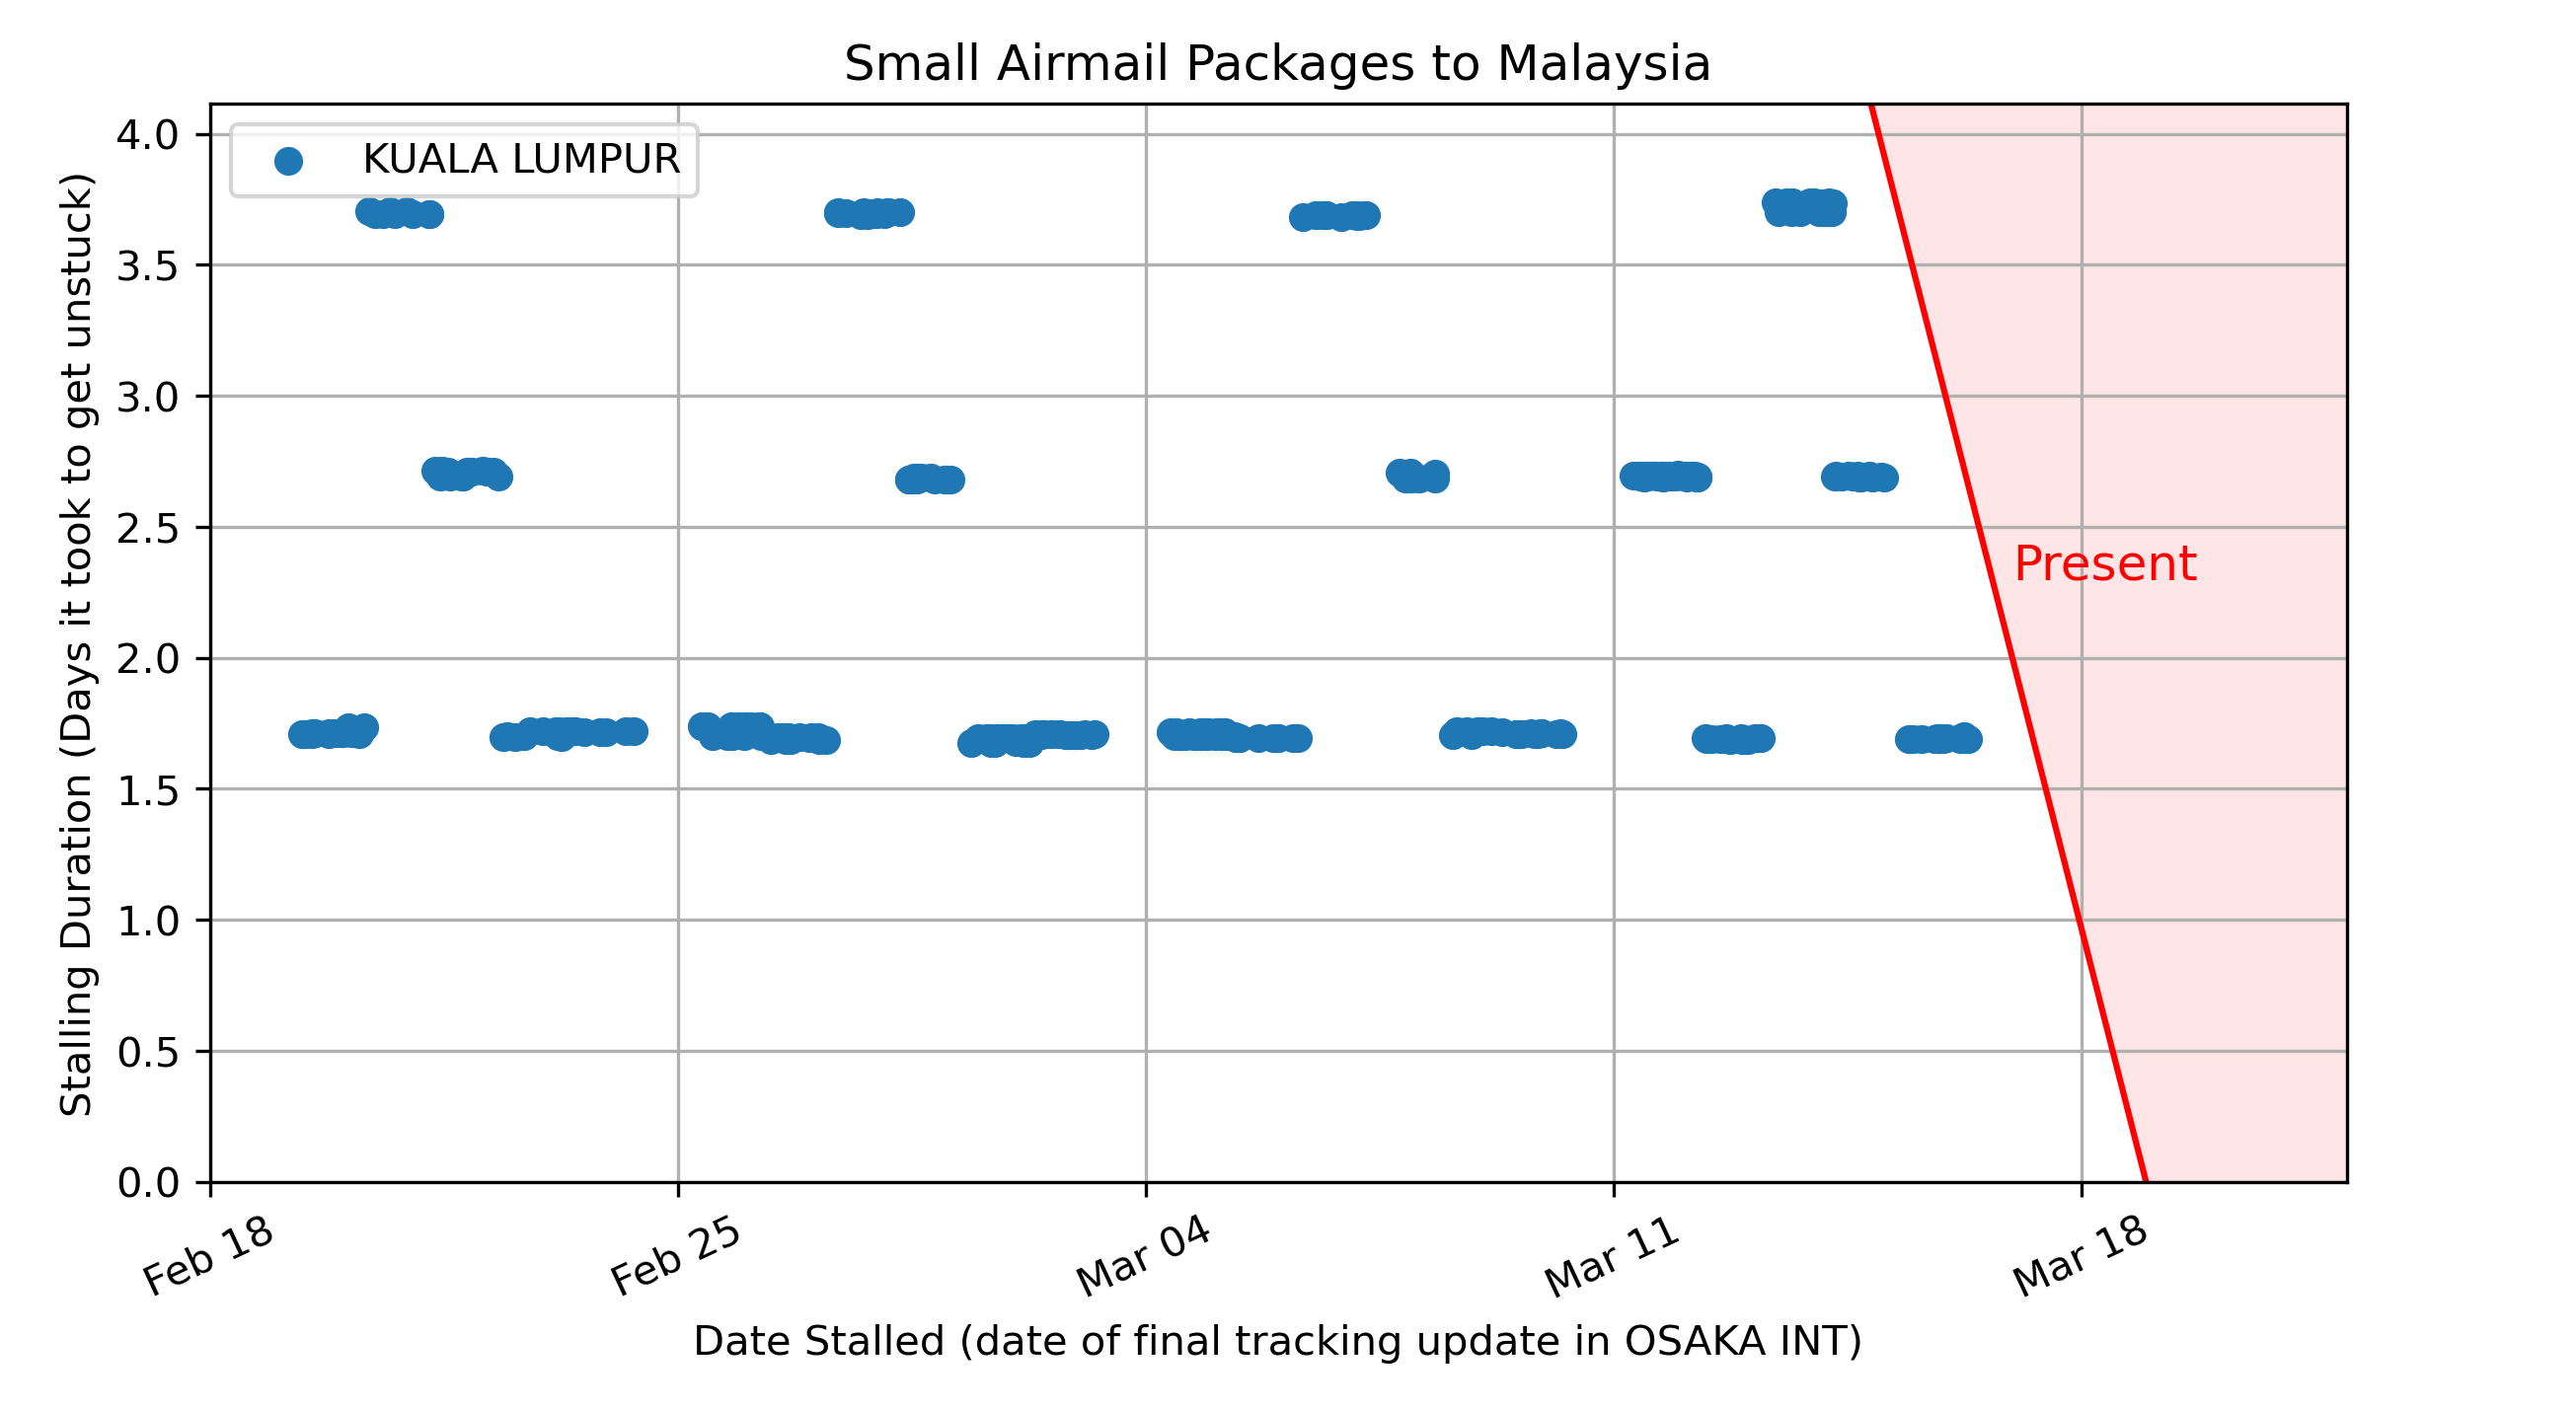 Small Airmail Packages to Malaysia
KUALA LUMPUR
Stalling Duration (Days it took to get unstuck)
4.0
3.5
3.0
2.5
2.0
1.5
1.0
0.5
0.0
Present
Feb 18
Feb 25
Mar 04
Mar 11
Mar 18
Date Stalled (date of final tracking update in OSAKA INT)